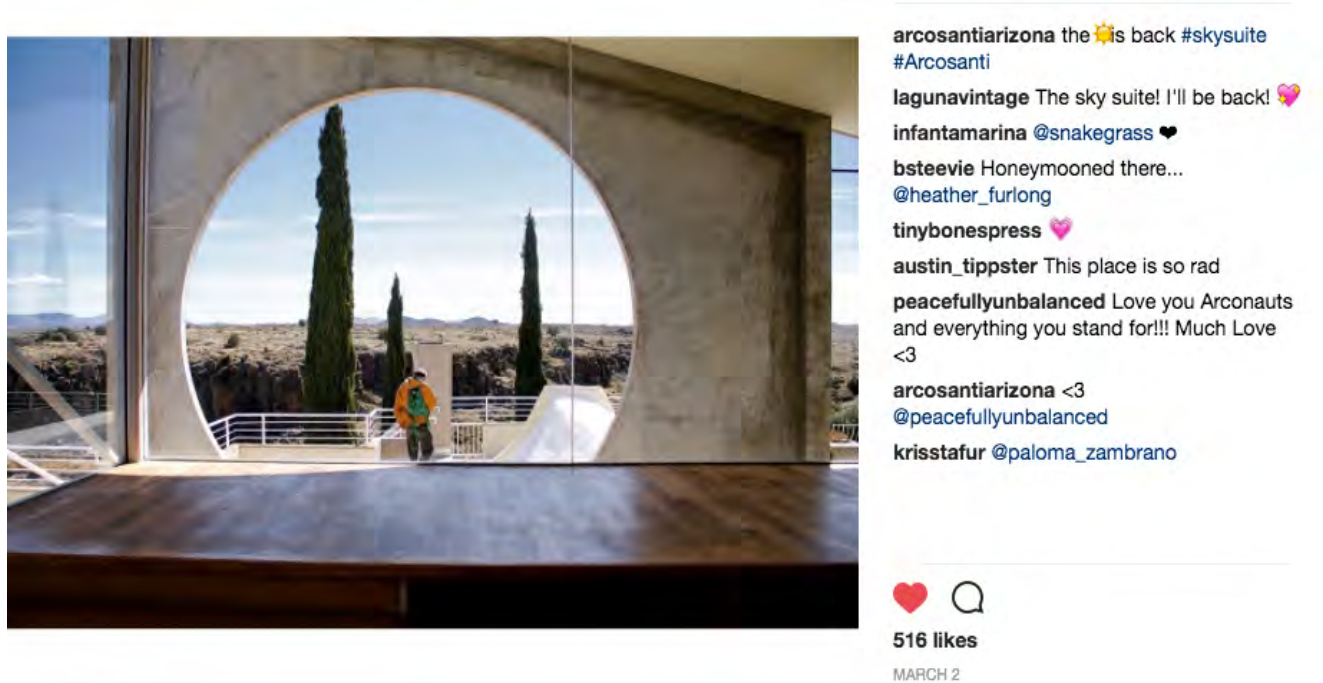 arcosantiarizona the ☀️is back #skysuite
#Arcosanti
lagunavintage The sky suite! I'll be back! 💖
infantamarina @snakegrass ❤
bsteevie Honeymooned there...
@heather_furlong
tinybonespress 💗
austin_tippster This place is so rad
peacefullyunbalanced Love you Arconauts
and everything you stand for!!! Much Love
<3
arcosantiarizona <3
@peacefullyunbalanced
krisstafur @paloma_zambrano
516 likes
MARCH 2